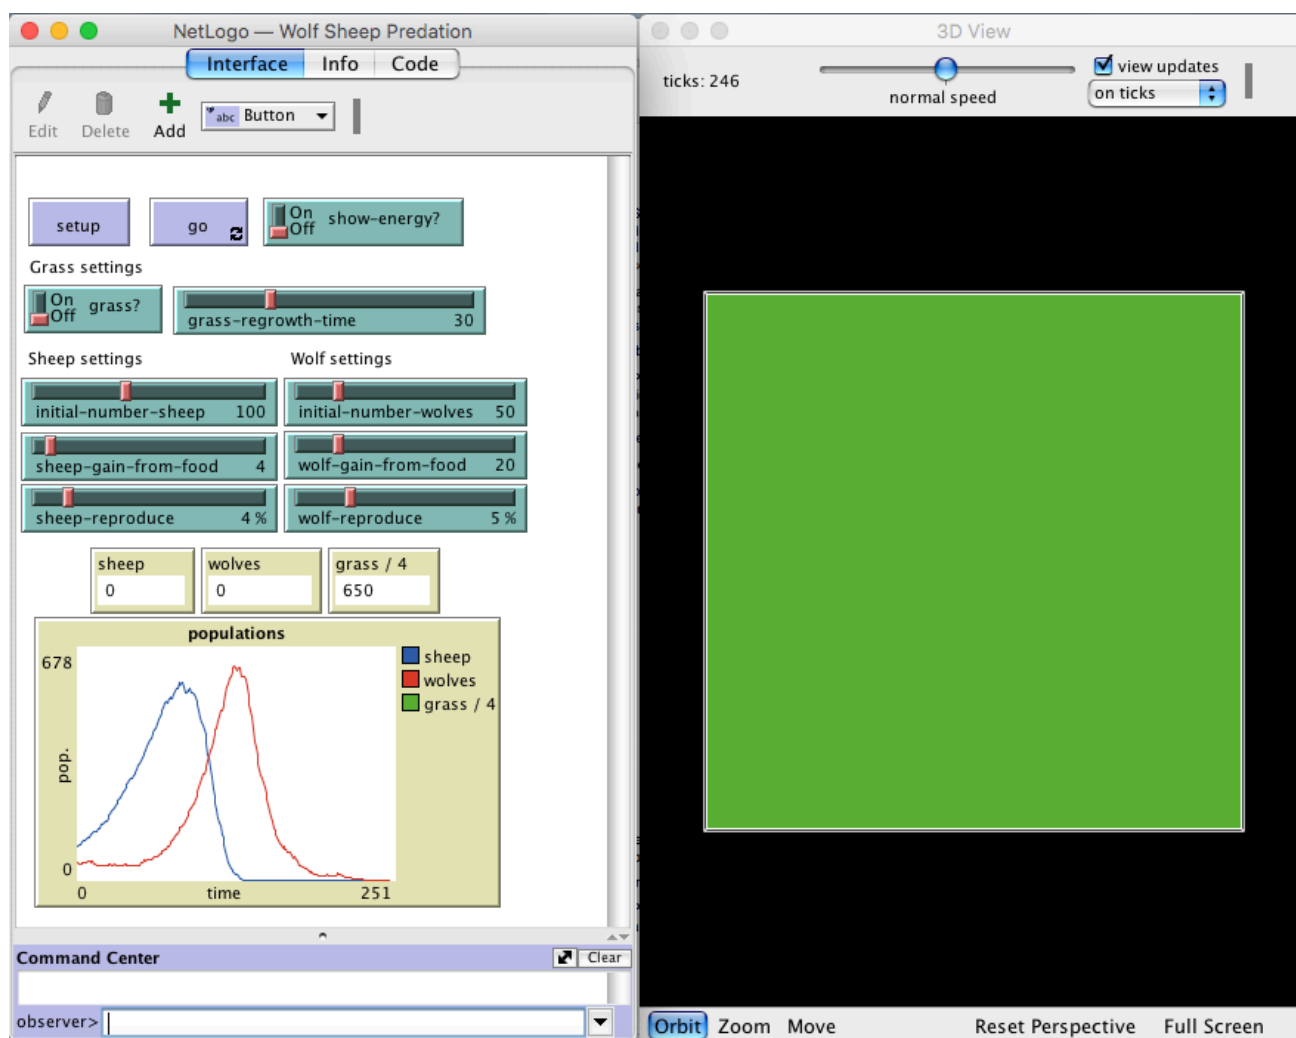 NetLogo — Wolf Sheep Predation
Interface Info Code
Edit Delete Add abc Button
setup go On Off show-energy?
Grass settings
On Off grass? grass-regrowth-time 30
Sheep settings Wolf settings
initial-number-sheep 100 initial-number-wolves 50
sheep-gain-from-food 4 wolf-gain-from-food 20
sheep-reproduce 4 % wolf-reproduce 5 %
sheep wolves grass / 4
0 0 650
populations
678
pop.
0
0 time 251
sheep
wolves
grass / 4
Command Center Clear
observer>
3D View
ticks: 246
normal speed
view updates
on ticks
Orbit Zoom Move Reset Perspective Full Screen